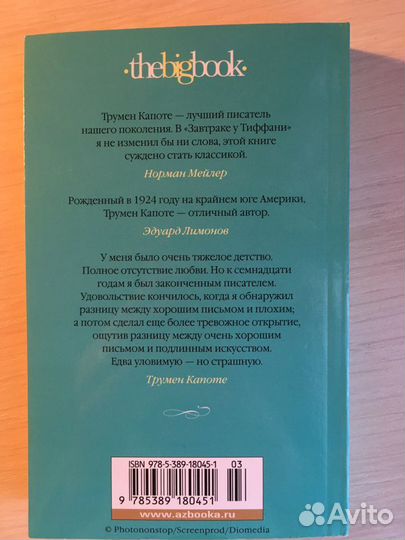 ·thebigbook·
Трумен Капоте — лучший писатель
нашего поколения. В «Завтраке у Тиффани»
я не изменил бы ни слова, этой книге
суждено стать классикой.
Норман Мейлер
Рожденный в 1924 году на крайнем юге Америки,
Трумен Капоте — отличный автор.
Эдуард Лимонов
У меня было очень тяжелое детство.
Полное отсутствие любви. Но к семнадцати
годам я был законченным писателем.
Удовольствие кончилось, когда я обнаружил
разницу между хорошим письмом и плохим;
а потом сделал еще более тревожное открытие,
ощутив разницу между очень хорошим
письмом и подлинным искусством.
Едва уловимую — но страшную.
Трумен Капоте
ISBN 978-5-389-18045-1 03
9 785389 180451
www.azbooka.ru
© Photononstop/Screenprod/Diomedia
Avito